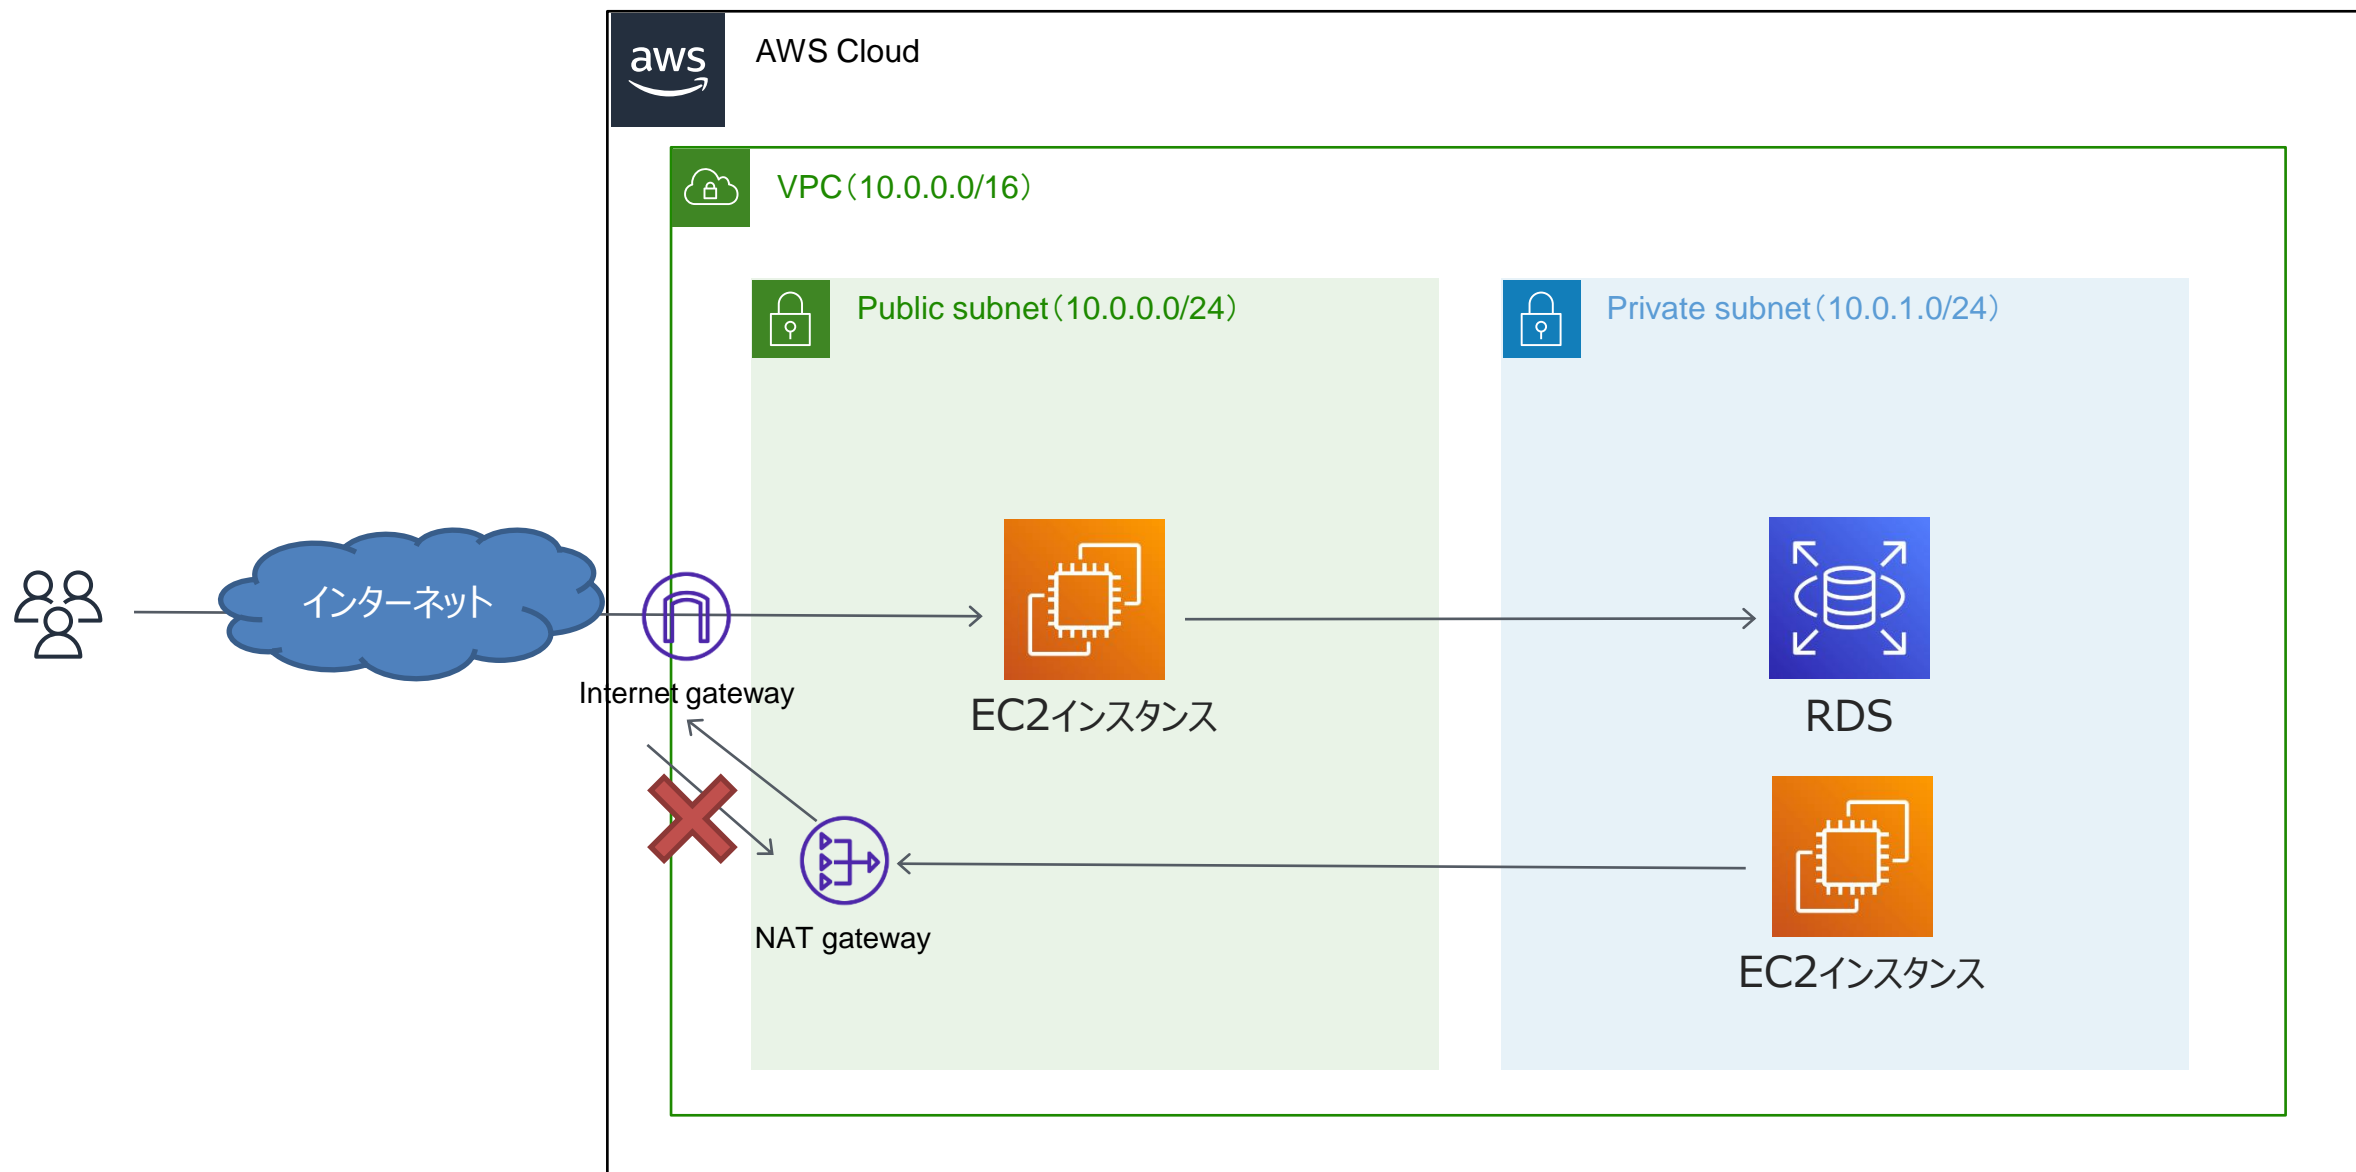 aws
AWS Cloud
VPC（10.0.0.0/16）
Public subnet（10.0.0.0/24）
Private subnet（10.0.1.0/24）
インターネット
Internet gateway
EC2インスタンス
RDS
NAT gateway
EC2インスタンス